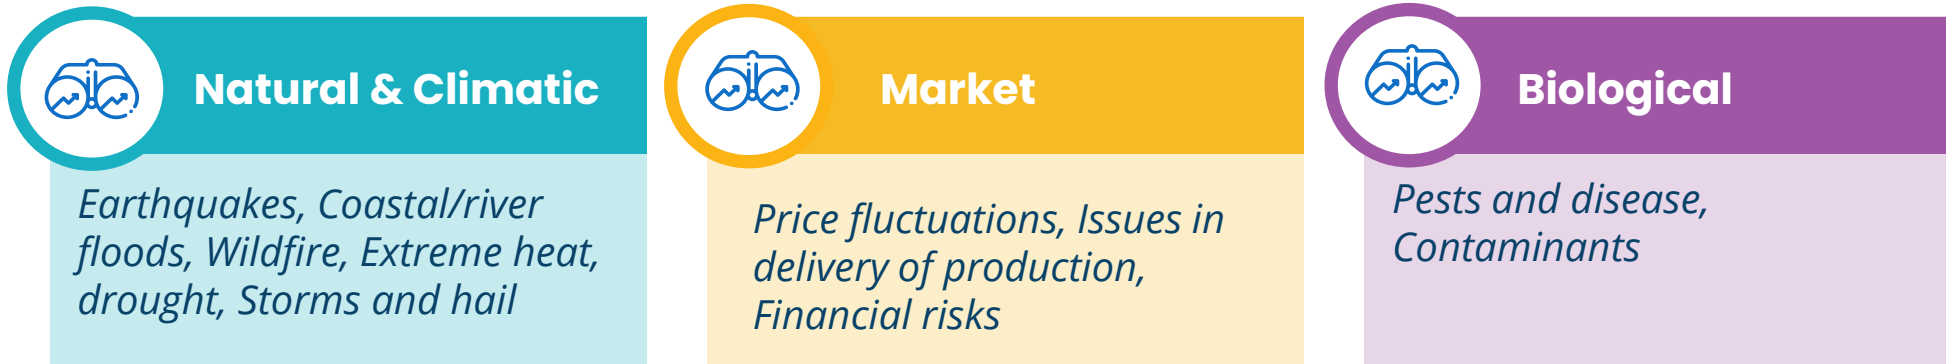 Natural & Climatic
Earthquakes, Coastal/river
floods, Wildfire, Extreme heat,
drought, Storms and hail
Market
Price fluctuations, Issues in
delivery of production,
Financial risks
Biological
Pests and disease,
Contaminants